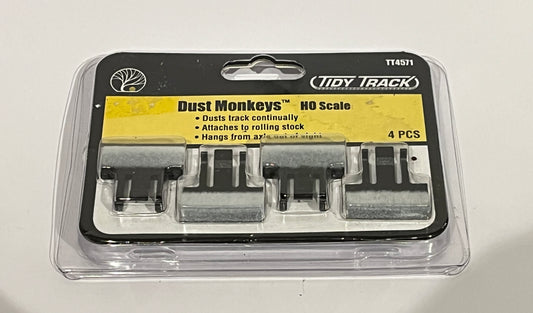 TT4571
TIDY TRACK
Dust Monkeys™ HO Scale
• Dusts track continually
• Attaches to rolling stock
• Hangs from axle out of sight
4 PCS